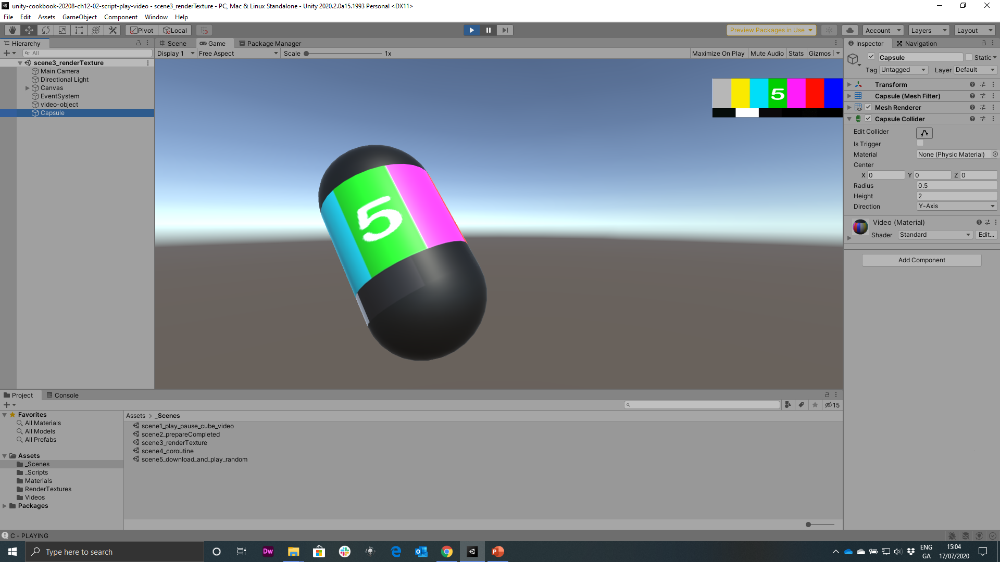 unity-cookbook-20208-ch12-02-script-play-video - scene3_renderTexture - PC, Mac & Linux Standalone - Unity 2020.2.0a15.1993 Personal <DX11>
File Edit Assets GameObject Component Window Help
Pivot Local Preview Packages in Use Account Layers Layout
Hierarchy Scene Game Package Manager Inspector Navigation
All Display 1 Free Aspect Scale 1x Maximize On Play Mute Audio Stats Gizmos
Capsule Static
Tag Untagged Layer Default
scene3_renderTexture
Main Camera
Directional Light
Canvas
EventSystem
video-object
Capsule
5
5
Transform
Capsule (Mesh Filter)
Mesh Renderer
Capsule Collider
Edit Collider
Is Trigger
Material None (Physic Material)
Center
X 0 Y 0 Z 0
Radius 0.5
Height 2
Direction Y-Axis
Video (Material)
Shader Standard Edit...
Add Component
Project Console
15
Favorites
All Materials
All Models
All Prefabs
Assets
_Scenes
_Scripts
Materials
RenderTextures
Videos
Packages
Assets > _Scenes
scene1_play_pause_cube_video
scene2_prepareCompleted
scene3_renderTexture
scene4_coroutine
scene5_download_and_play_random
C - PLAYING
Type here to search
Dw
ENG
GA
15:04
17/07/2020